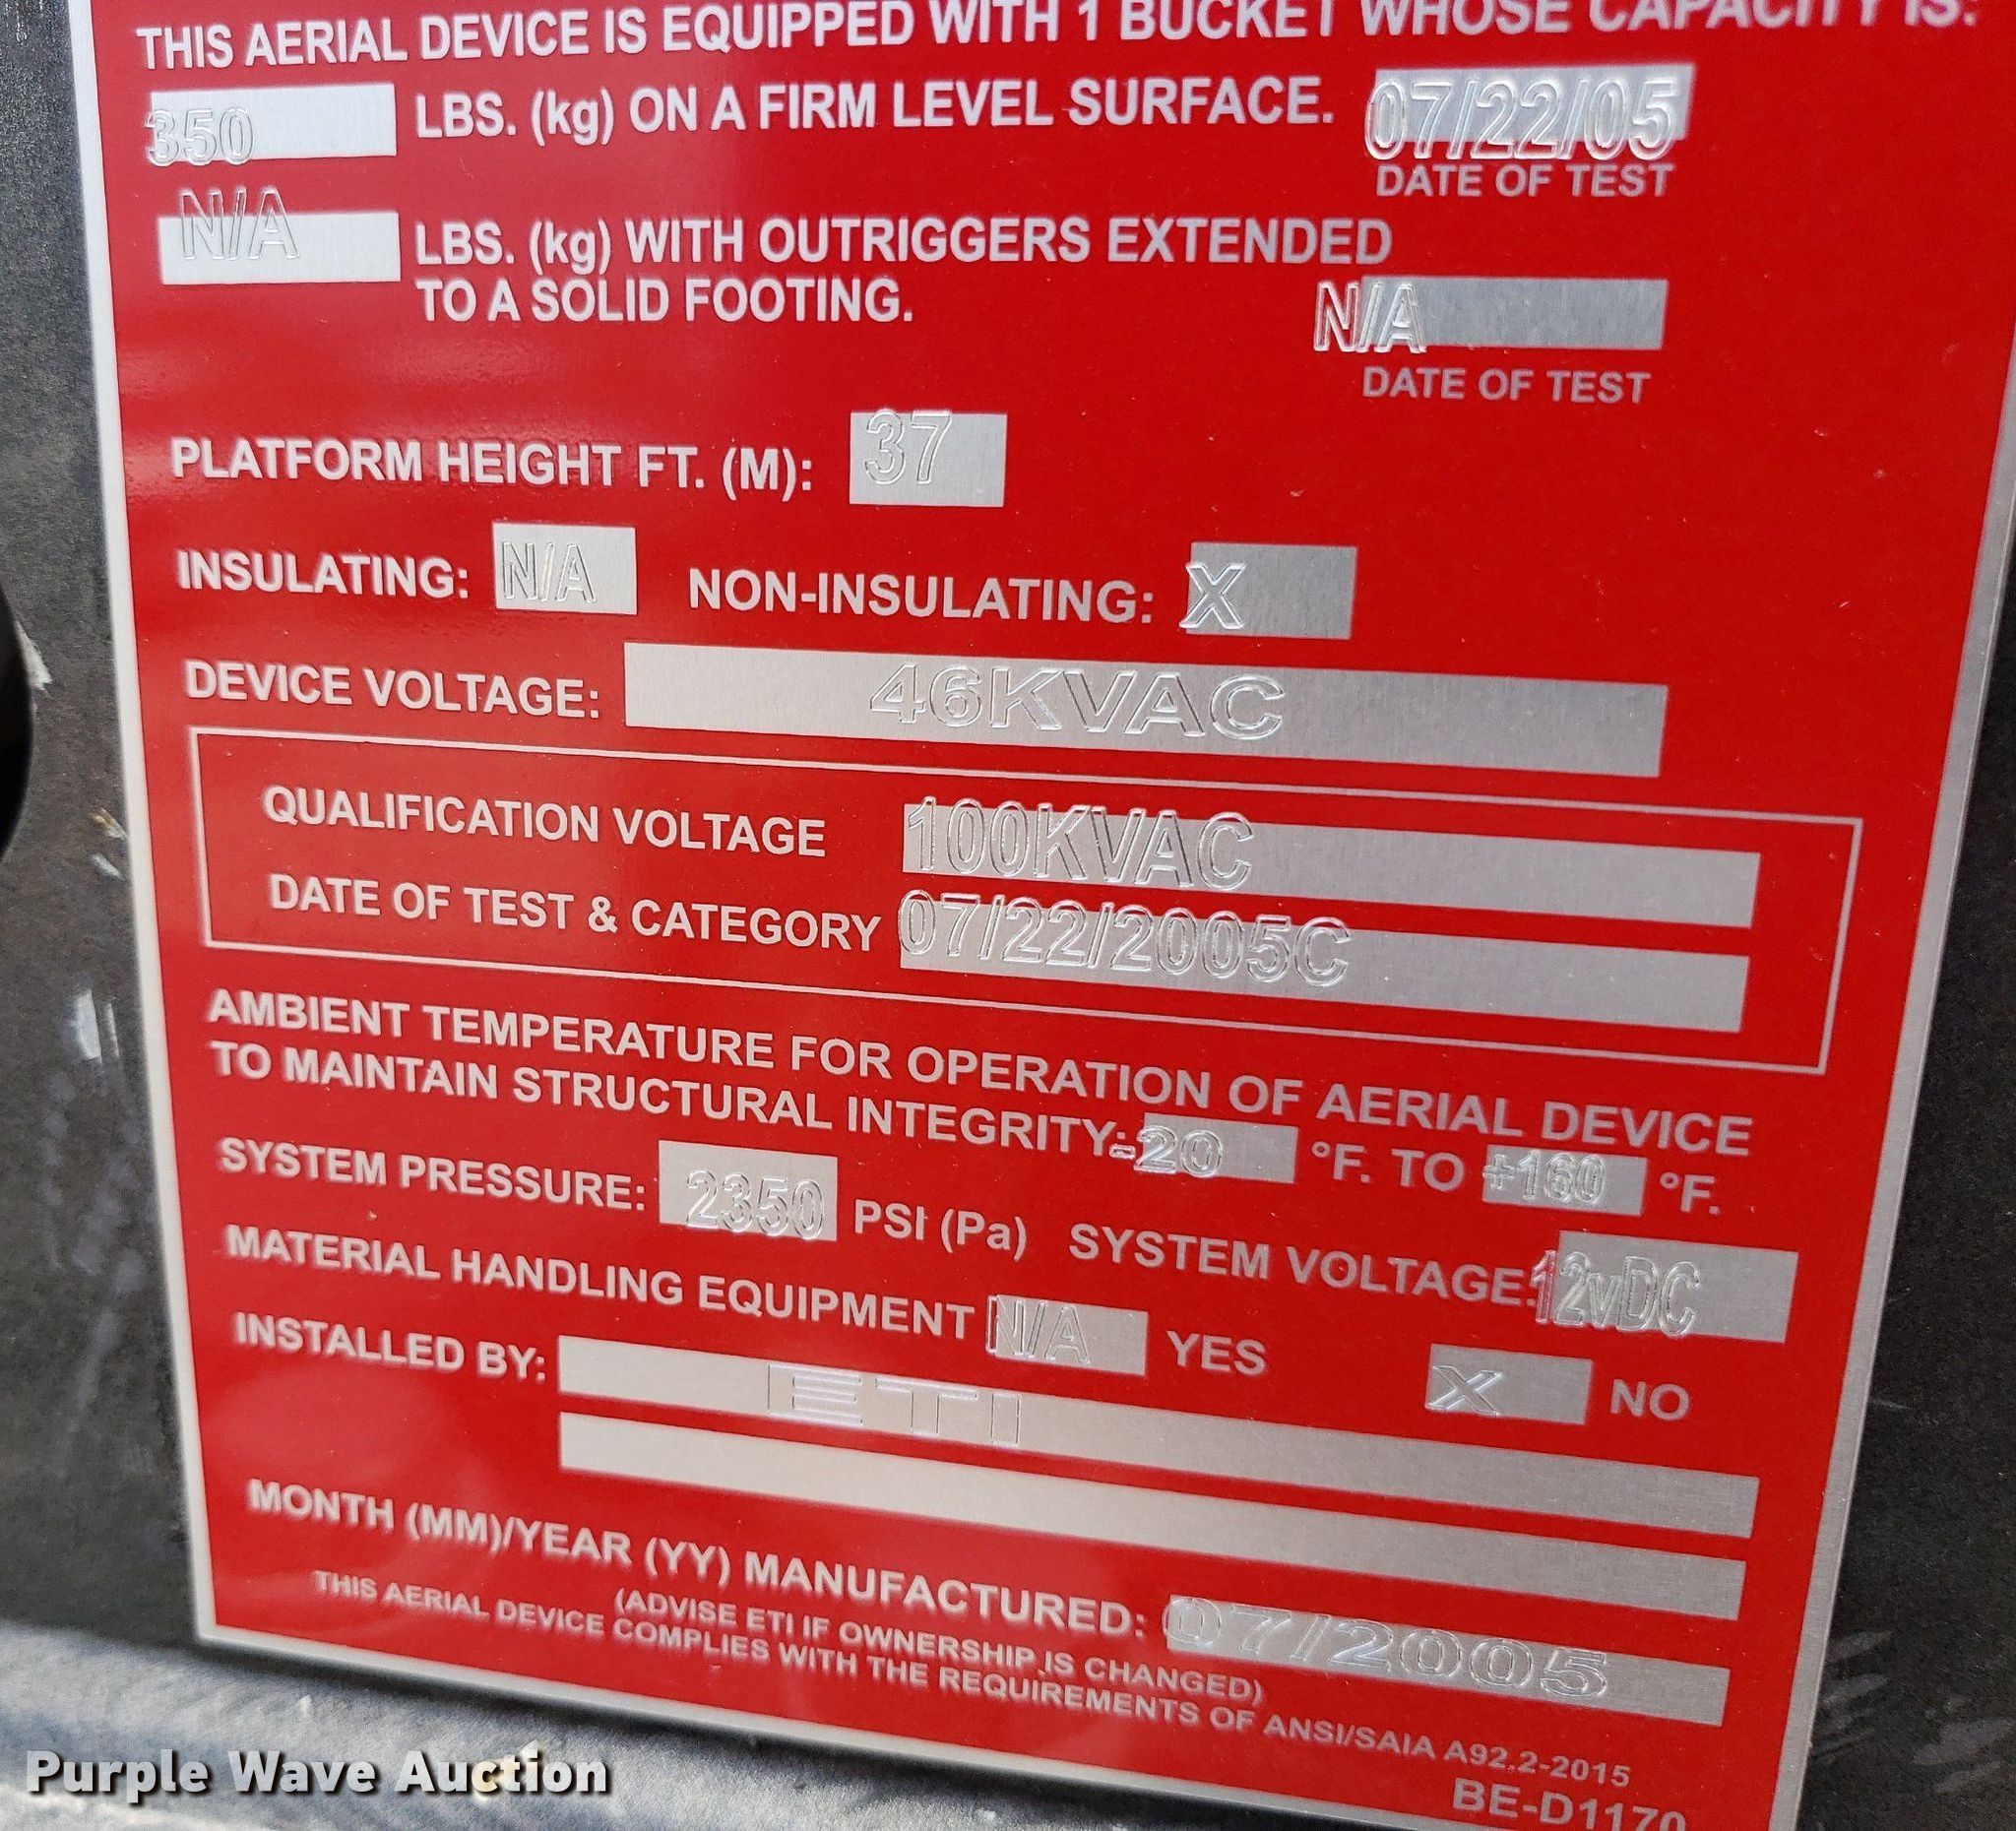 THIS AERIAL DEVICE IS EQUIPPED WITH 1 BUCKET WHOSE CAPACITY IS:
350 LBS. (kg) ON A FIRM LEVEL SURFACE. 07/22/05
DATE OF TEST
N/A LBS. (kg) WITH OUTRIGGERS EXTENDED
TO A SOLID FOOTING. N/A
DATE OF TEST
PLATFORM HEIGHT FT. (M): 37
INSULATING: N/A NON-INSULATING: X
DEVICE VOLTAGE: 46KVAC
QUALIFICATION VOLTAGE 100KVAC
DATE OF TEST & CATEGORY 07/22/2005C
AMBIENT TEMPERATURE FOR OPERATION OF AERIAL DEVICE
TO MAINTAIN STRUCTURAL INTEGRITY: -20 °F. TO +160 °F.
SYSTEM PRESSURE: 2350 PSI (Pa) SYSTEM VOLTAGE: 12vDC
MATERIAL HANDLING EQUIPMENT N/A YES X NO
INSTALLED BY: ETI
MONTH (MM)/YEAR (YY) MANUFACTURED: 07/2005
(ADVISE ETI IF OWNERSHIP IS CHANGED)
THIS AERIAL DEVICE COMPLIES WITH THE REQUIREMENTS OF ANSI/SAIA A92.2-2015
BE-D1170
Purple Wave Auction